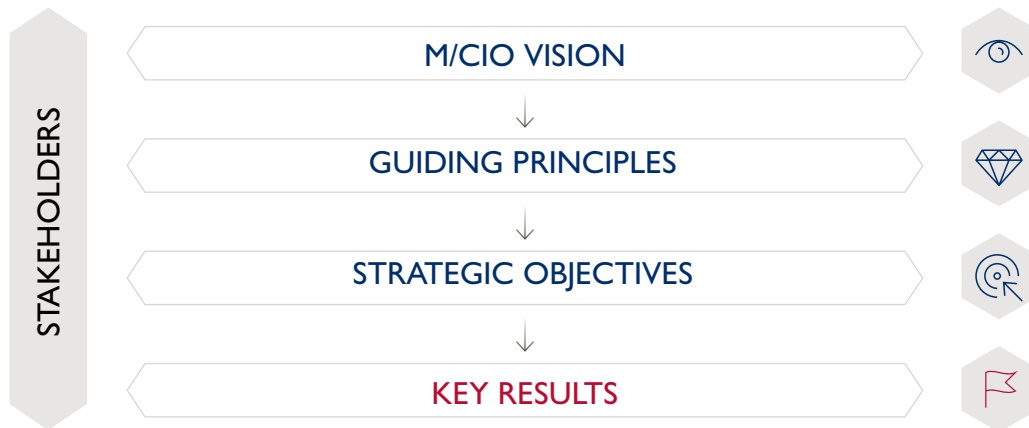 STAKEHOLDERS
M/CIO VISION
GUIDING PRINCIPLES
STRATEGIC OBJECTIVES
KEY RESULTS